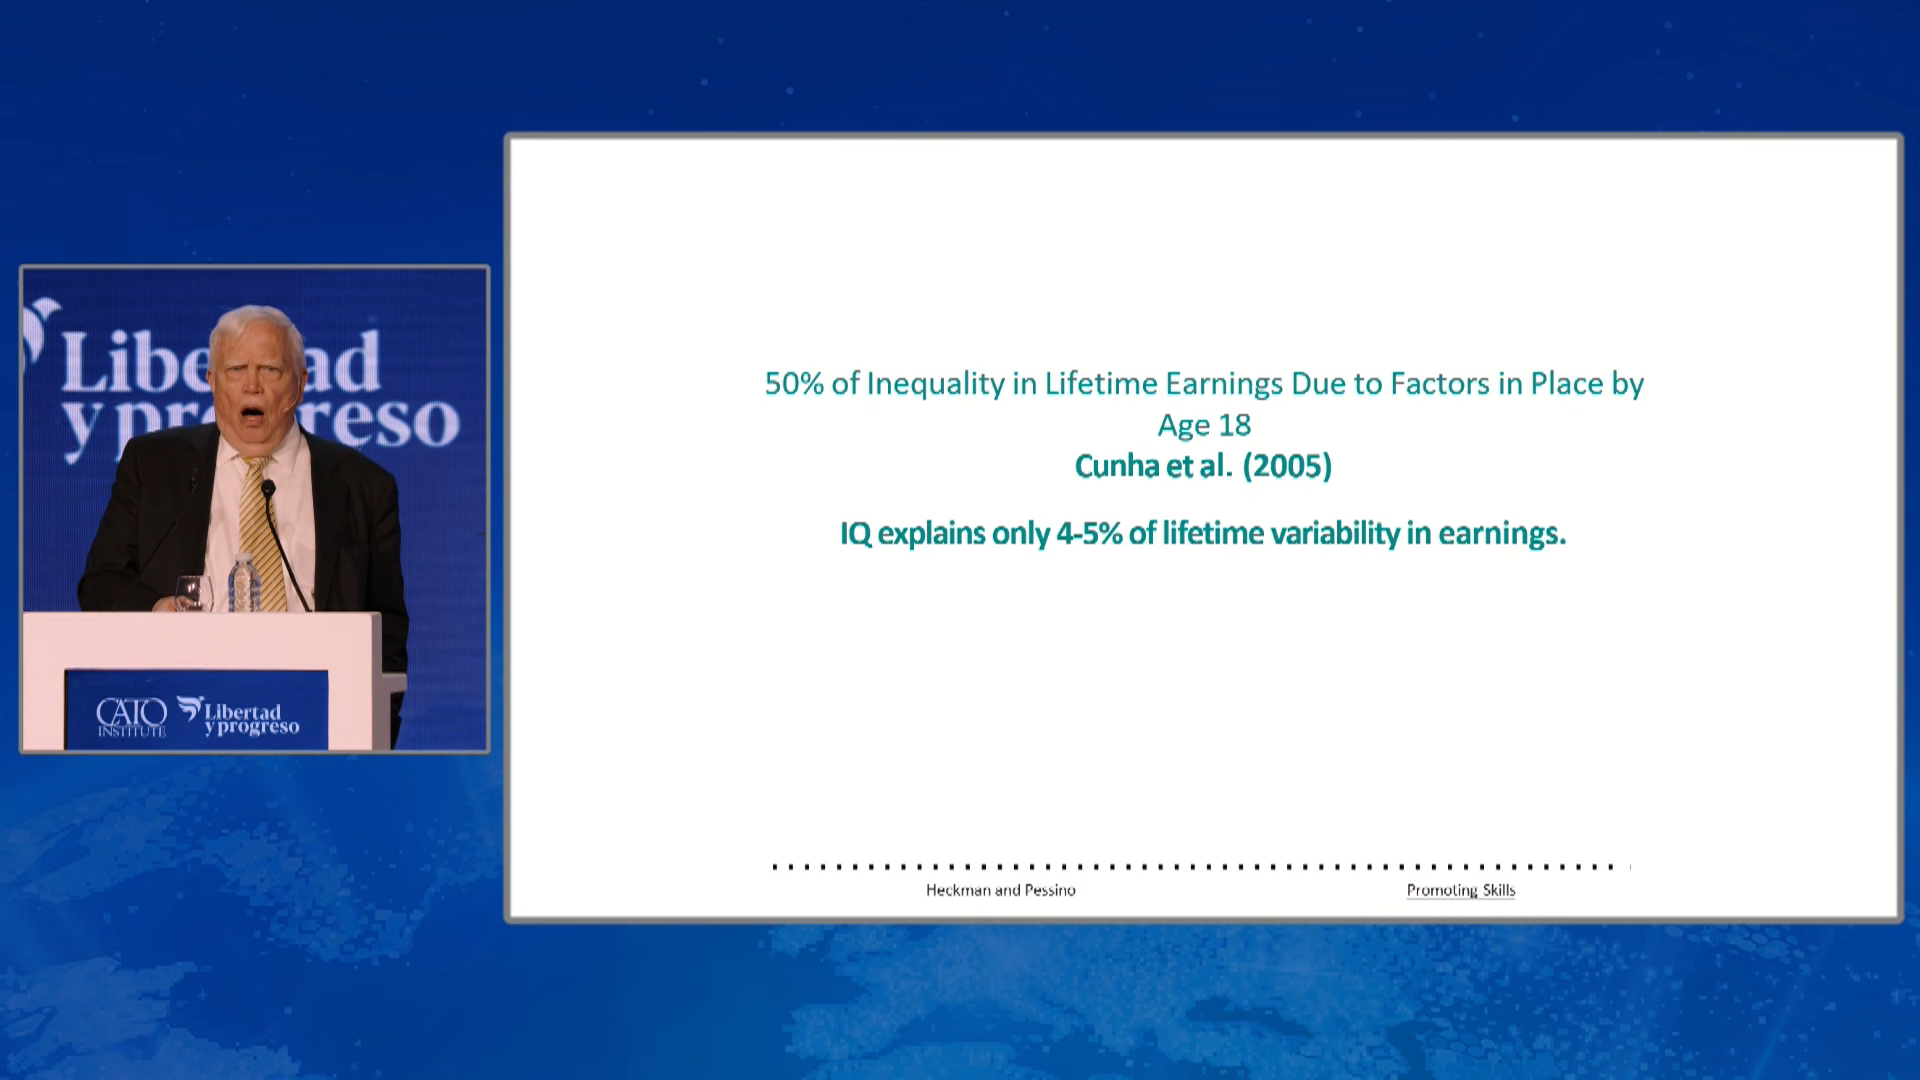 Libertad
y progreso
CATO
INSTITUTE
Libertad
y progreso
50% of Inequality in Lifetime Earnings Due to Factors in Place by
Age 18
Cunha et al. (2005)
IQ explains only 4-5% of lifetime variability in earnings.
Heckman and Pessino
Promoting Skills